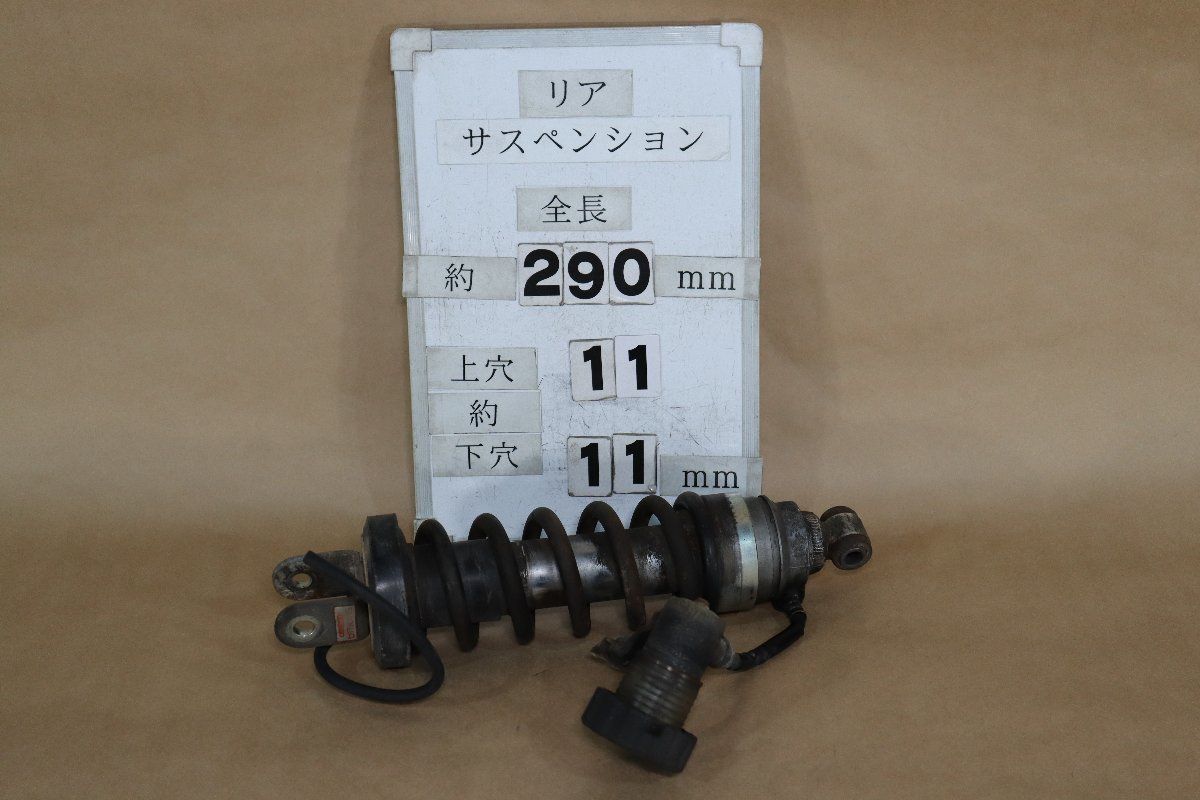 リア
サスペンション
全長
約 290 mm
上穴 11
約
下穴 11 mm